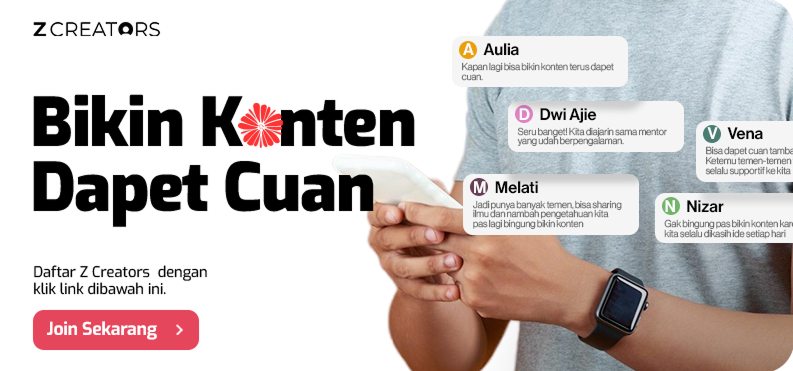 Z CREATORS
Bikin Konten
Dapet Cuan
Daftar Z Creators dengan
klik link dibawah ini.
Join Sekarang
A Aulia
Kapan lagi bisa bikin konten terus dapet
cuan.
D Dwi Ajie
Seru banget! Kita diajarin sama mentor
yang udah berpengalaman.
V Vena
Bisa dapet cuan tamba
Ketemu temen-temen
selalu supportif ke kita
M Melati
Jadi punya banyak temen, bisa sharing
ilmu dan nambah pengetahuan kita
pas lagi bingung bikin konten
N Nizar
Gak bingung pas bikin konten kare
kita selalu dikasih ide setiap hari